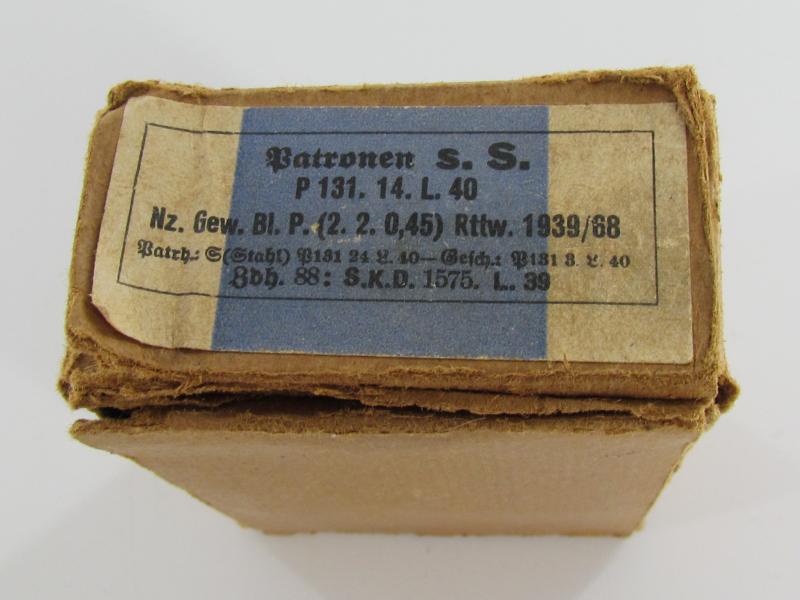 Patronen s. S.
P 131. 14. L. 40
Nz. Gew. Bl. P. (2. 2. 0,45) Rttw. 1939/68
Patrh.: S (Stahl) P131 24 L. 40—Gesch.: P131 3. L. 40
Zdh. 88: S.K.D. 1575. L. 39